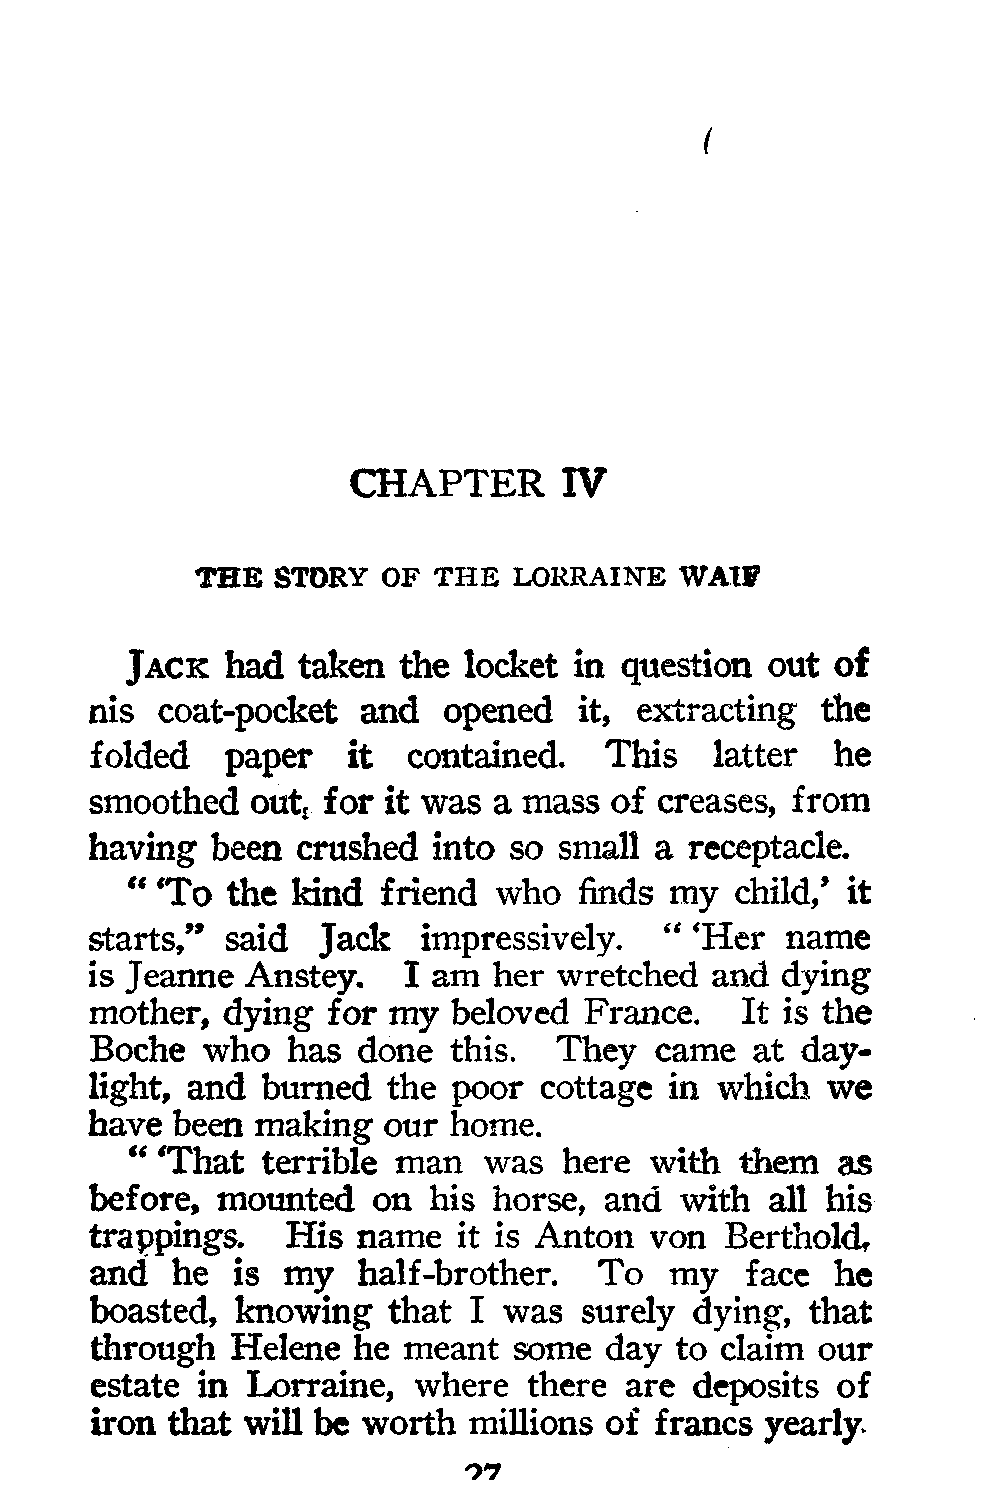 CHAPTER IV
THE STORY OF THE LORRAINE WAIF
JACK had taken the locket in question out of
nis coat-pocket and opened it, extracting the
folded paper it contained. This latter he
smoothed out, for it was a mass of creases, from
having been crushed into so small a receptacle.
" 'To the kind friend who finds my child,' it
starts," said Jack impressively. " 'Her name
is Jeanne Anstey. I am her wretched and dying
mother, dying for my beloved France. It is the
Boche who has done this. They came at day-
light, and burned the poor cottage in which we
have been making our home.
" 'That terrible man was here with them as
before, mounted on his horse, and with all his
trappings. His name it is Anton von Berthold,
and he is my half-brother. To my face he
boasted, knowing that I was surely dying, that
through Helene he meant some day to claim our
estate in Lorraine, where there are deposits of
iron that will be worth millions of francs yearly.